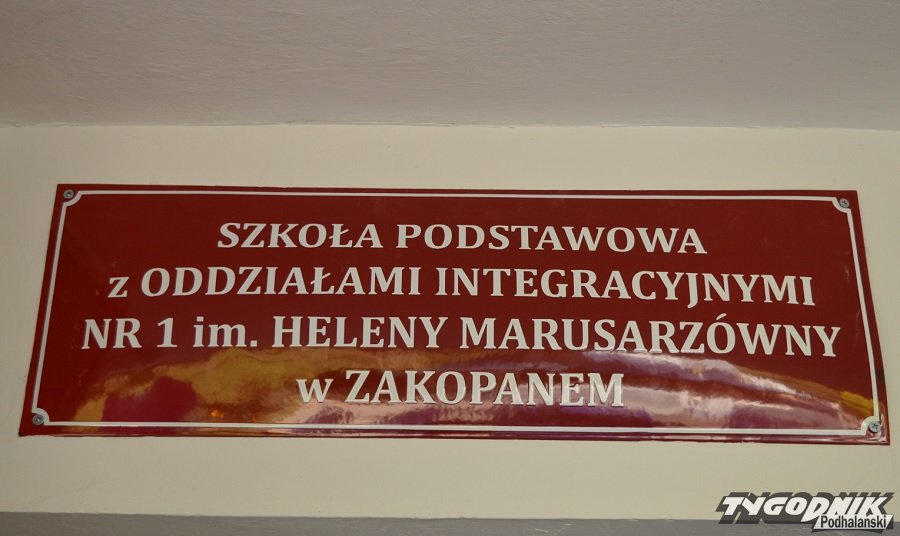 SZKOŁA PODSTAWOWA
z ODDZIAŁAMI INTEGRACYJNYMI
NR 1 im. HELENY MARUSARZÓWNY
w ZAKOPANEM
TYGODNIK
Podhalański